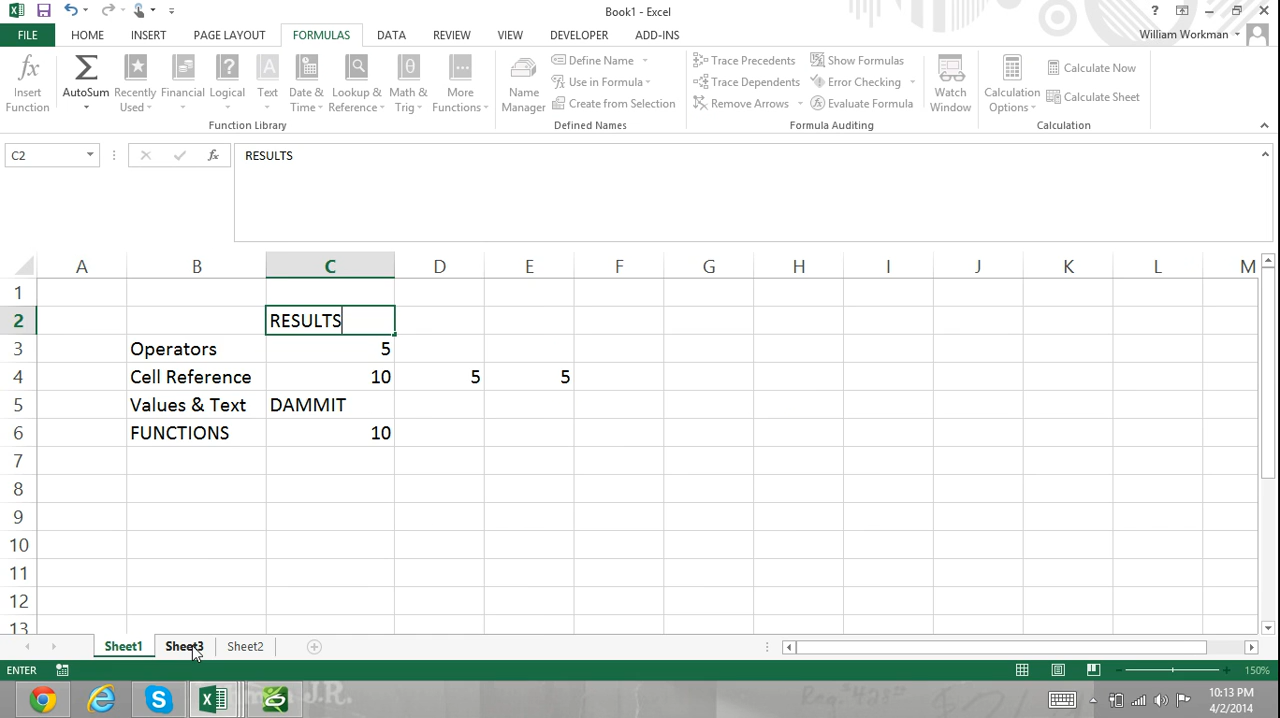 Book1 - Excel
FILE HOME INSERT PAGE LAYOUT FORMULAS DATA REVIEW VIEW DEVELOPER ADD-INS William Workman
Insert Function
AutoSum
Recently Used
Financial
Logical
Text
Date & Time
Lookup & Reference
Math & Trig
More Functions
Function Library
Name Manager
Define Name
Use in Formula
Create from Selection
Defined Names
Trace Precedents
Trace Dependents
Remove Arrows
Show Formulas
Error Checking
Evaluate Formula
Formula Auditing
Watch Window
Calculation Options
Calculate Now
Calculate Sheet
Calculation
C2 fx RESULTS
A B C D E F G H I J K L M
1
2 RESULTS
3 Operators 5
4 Cell Reference 10 5 5
5 Values & Text DAMMIT
6 FUNCTIONS 10
7
8
9
10
11
12
13
Sheet1 Sheet3 Sheet2
ENTER 150%
10:13 PM
4/2/2014